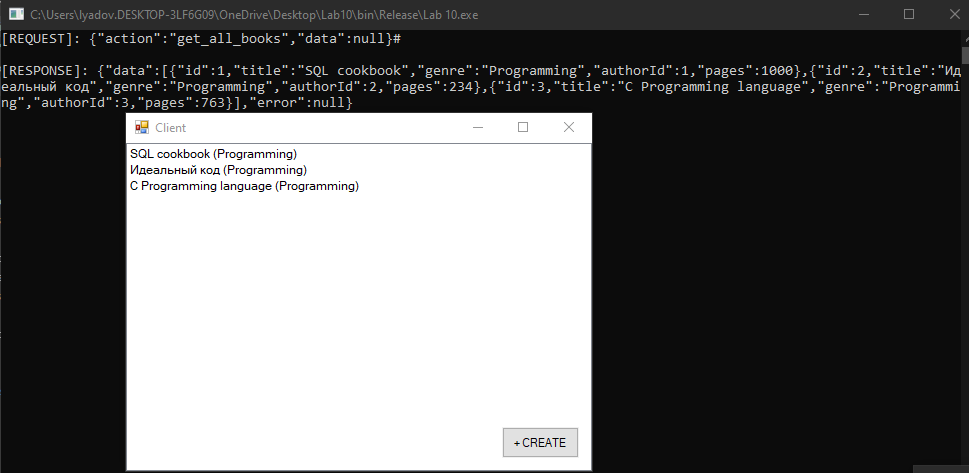 C:\Users\lyadov.DESKTOP-3LF6G09\OneDrive\Desktop\Lab10\bin\Release\Lab 10.exe
[REQUEST]: {"action":"get_all_books","data":null}#
[RESPONSE]: {"data":[{"id":1,"title":"SQL cookbook","genre":"Programming","authorId":1,"pages":1000},{"id":2,"title":"Ид
еальный код","genre":"Programming","authorId":2,"pages":234},{"id":3,"title":"C Programming language","genre":"Programmi
ng","authorId":3,"pages":763}],"error":null}
Client
SQL cookbook (Programming)
Идеальный код (Programming)
C Programming language (Programming)
+ CREATE